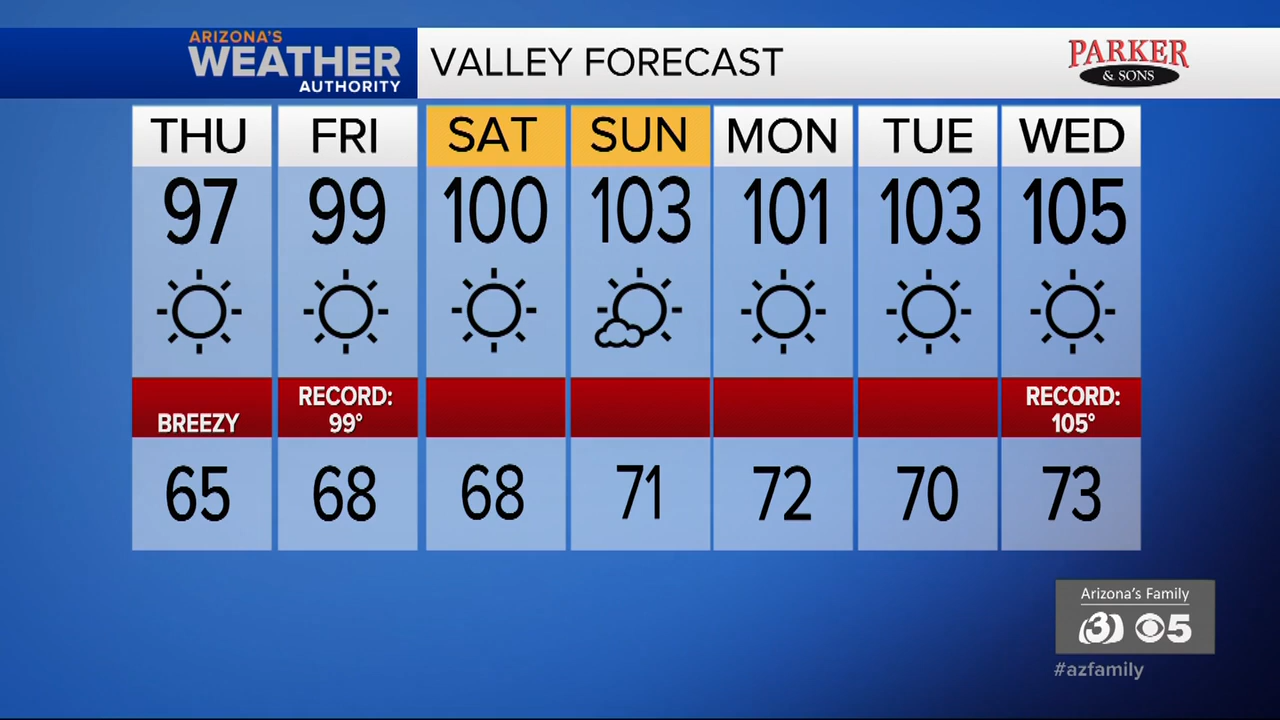 ARIZONA'S
WEATHER
AUTHORITY
VALLEY FORECAST
PARKER
& SONS
THU FRI SAT SUN MON TUE WED
97 99 100 103 101 103 105
RECORD: RECORD:
BREEZY 99° 105°
65 68 68 71 72 70 73
Arizona's Family
3 5
#azfamily